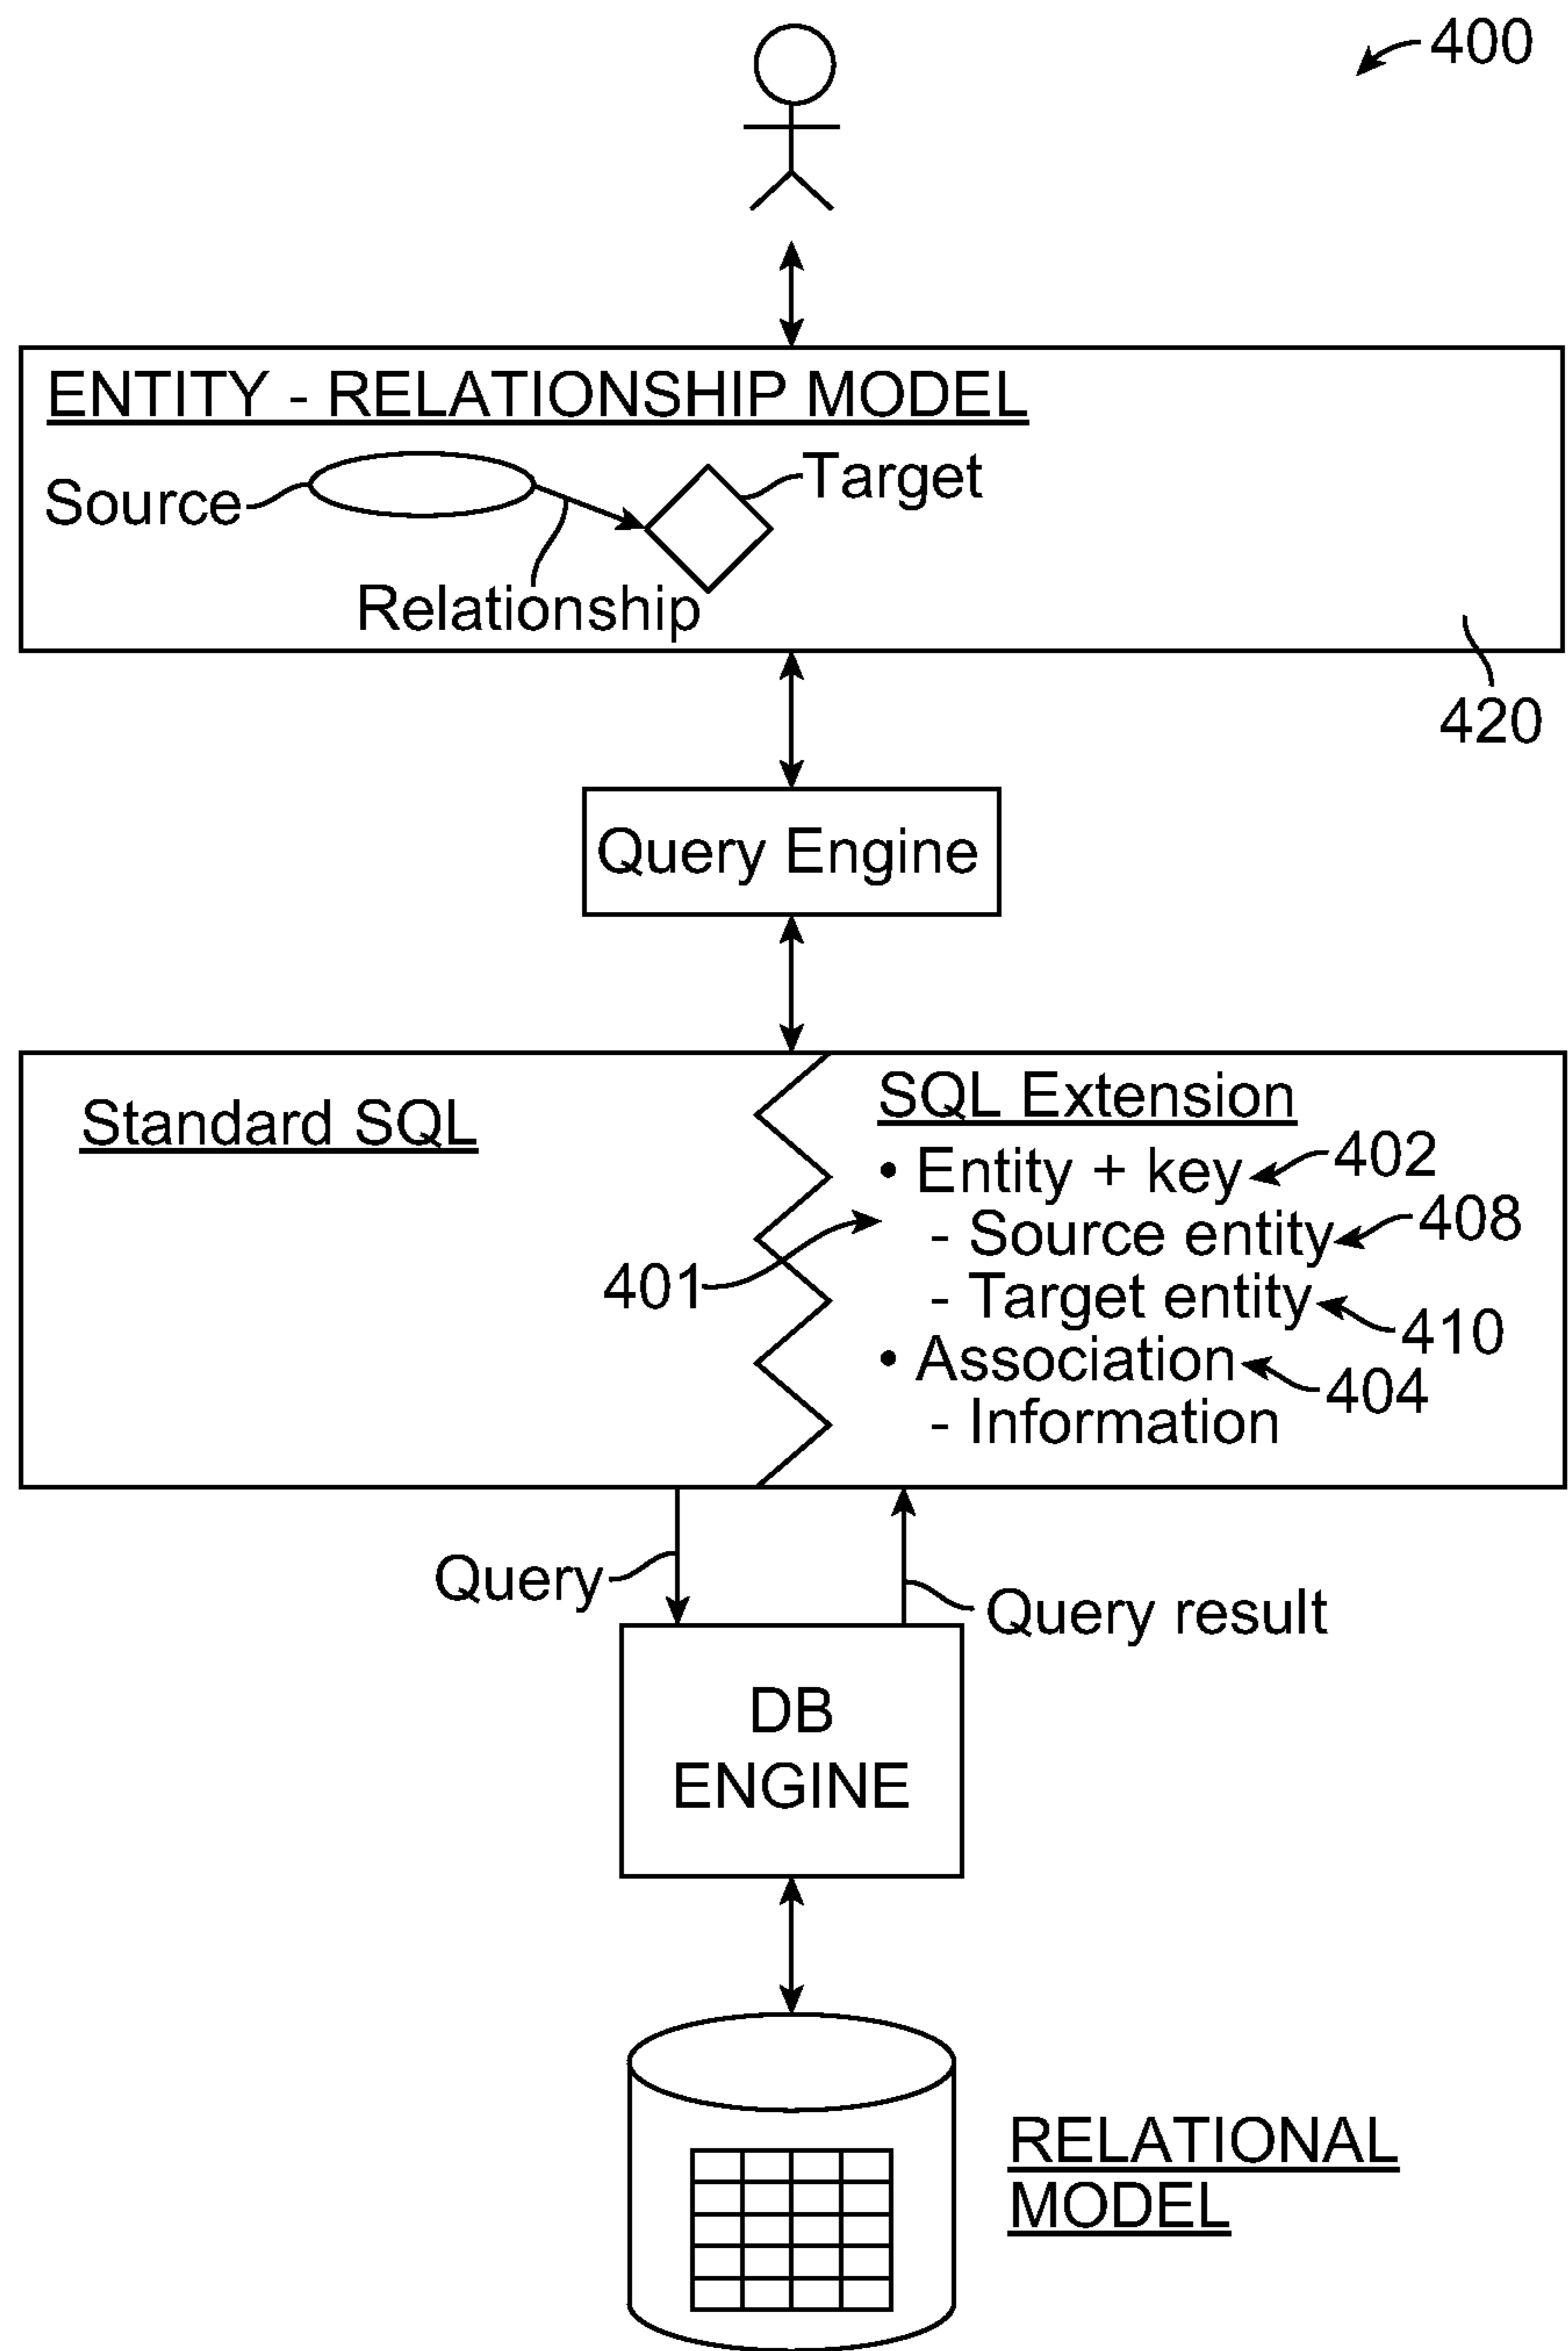 400
ENTITY - RELATIONSHIP MODEL
Source
Target
Relationship
420
Query Engine
Standard SQL
SQL Extension
• Entity + key
402
- Source entity
408
401
- Target entity
410
• Association
404
- Information
Query
Query result
DB
ENGINE
RELATIONAL
MODEL